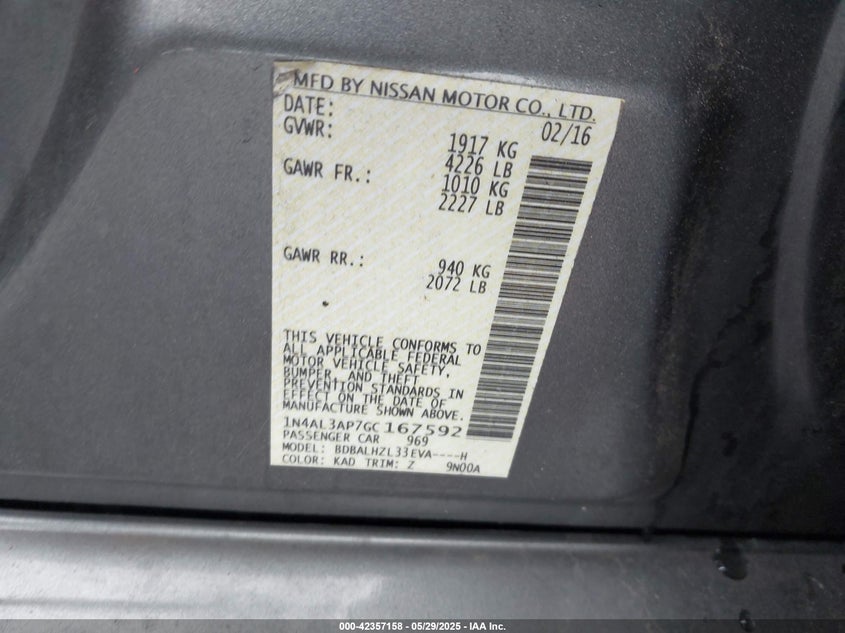 MFD BY NISSAN MOTOR CO., LTD.
DATE: 02/16
GVWR: 1917 KG
4226 LB
GAWR FR.: 1010 KG
2227 LB
GAWR RR.: 940 KG
2072 LB
THIS VEHICLE CONFORMS TO
ALL APPLICABLE FEDERAL
MOTOR VEHICLE SAFETY,
BUMPER, AND THEFT
PREVENTION STANDARDS IN
EFFECT ON THE DATE OF
MANUFACTURE SHOWN ABOVE.
1N4AL3AP7GC167592
PASSENGER CAR 969
MODEL: BDBALHZL33EVA----H
COLOR: KAD TRIM: Z 9N00A
000-42357158 - 05/29/2025 - IAA Inc.